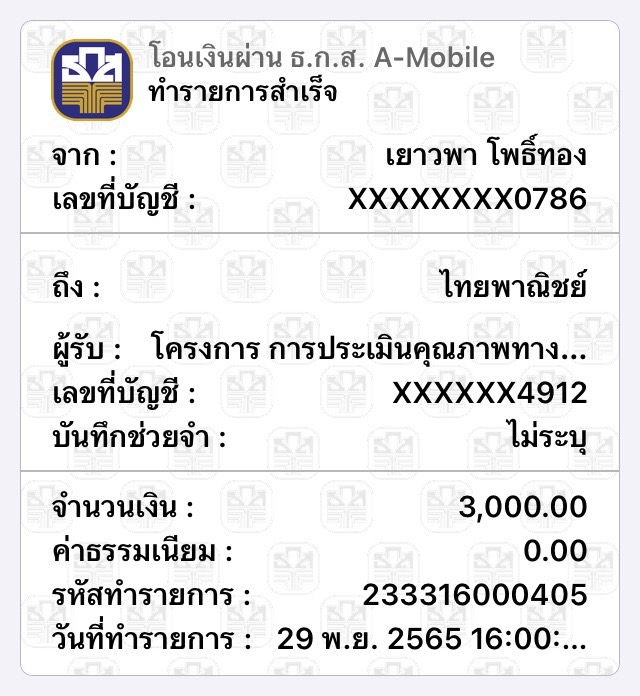 โอนเงินผ่าน ธ.ก.ส. A-Mobile
ทำรายการสำเร็จ
จาก : เยาวพา โพธิ์ทอง
เลขที่บัญชี : XXXXXXXX0786
ถึง : ไทยพาณิชย์
ผู้รับ : โครงการ การประเมินคุณภาพทาง...
เลขที่บัญชี : XXXXXX4912
บันทึกช่วยจำ : ไม่ระบุ
จำนวนเงิน : 3,000.00
ค่าธรรมเนียม : 0.00
รหัสทำรายการ : 233316000405
วันที่ทำรายการ : 29 พ.ย. 2565 16:00:...